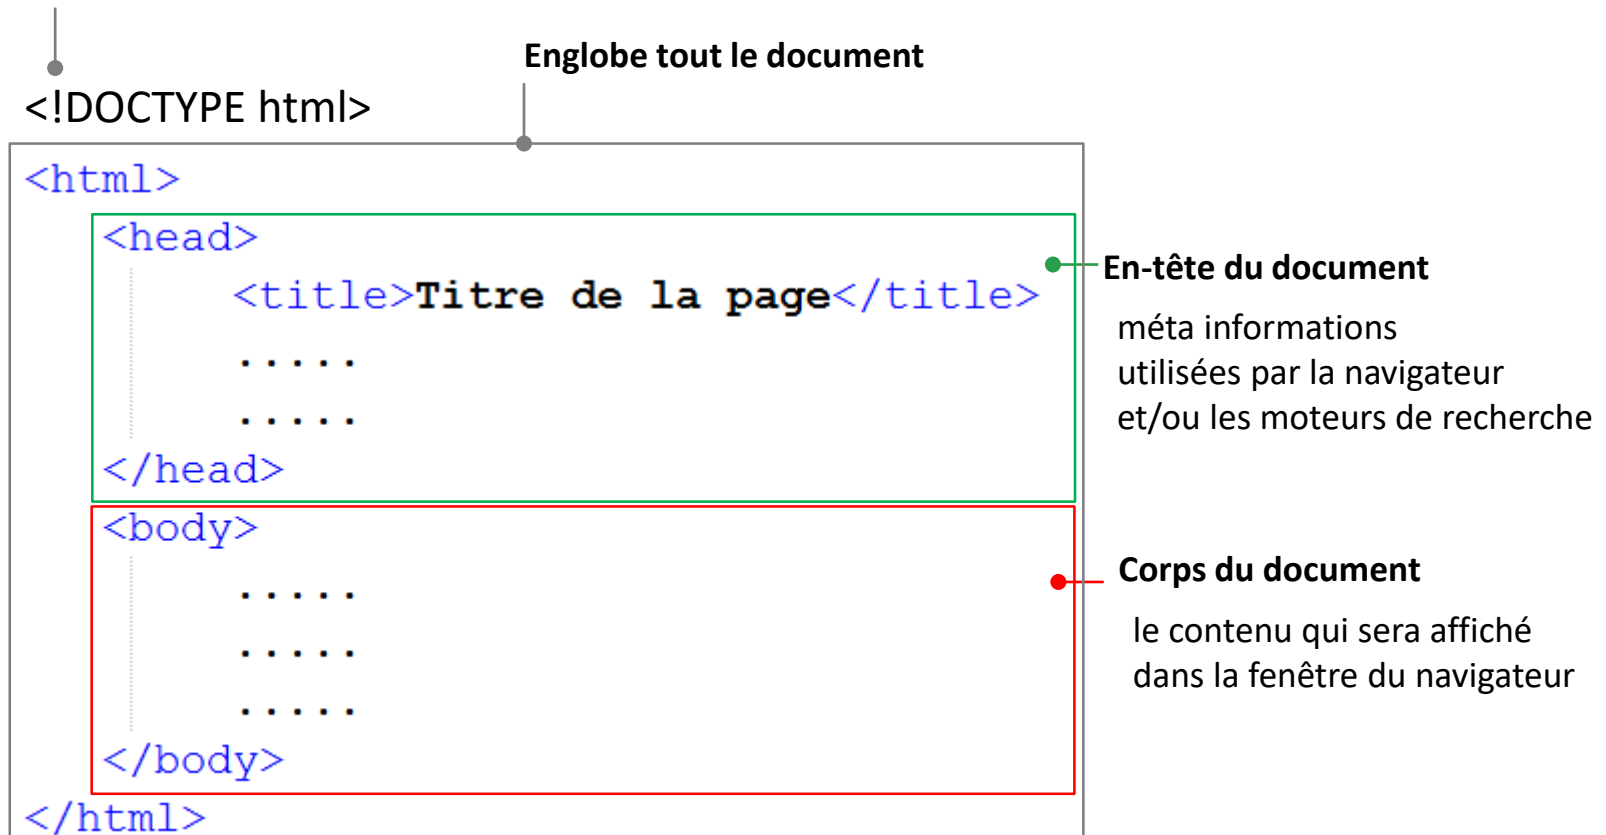 Englobe tout le document
<!DOCTYPE html>
<html>
<head>
<title>Titre de la page</title>
.....
.....
</head>
<body>
.....
.....
.....
</body>
</html>
En-tête du document
méta informations
utilisées par la navigateur
et/ou les moteurs de recherche
Corps du document
le contenu qui sera affiché
dans la fenêtre du navigateur